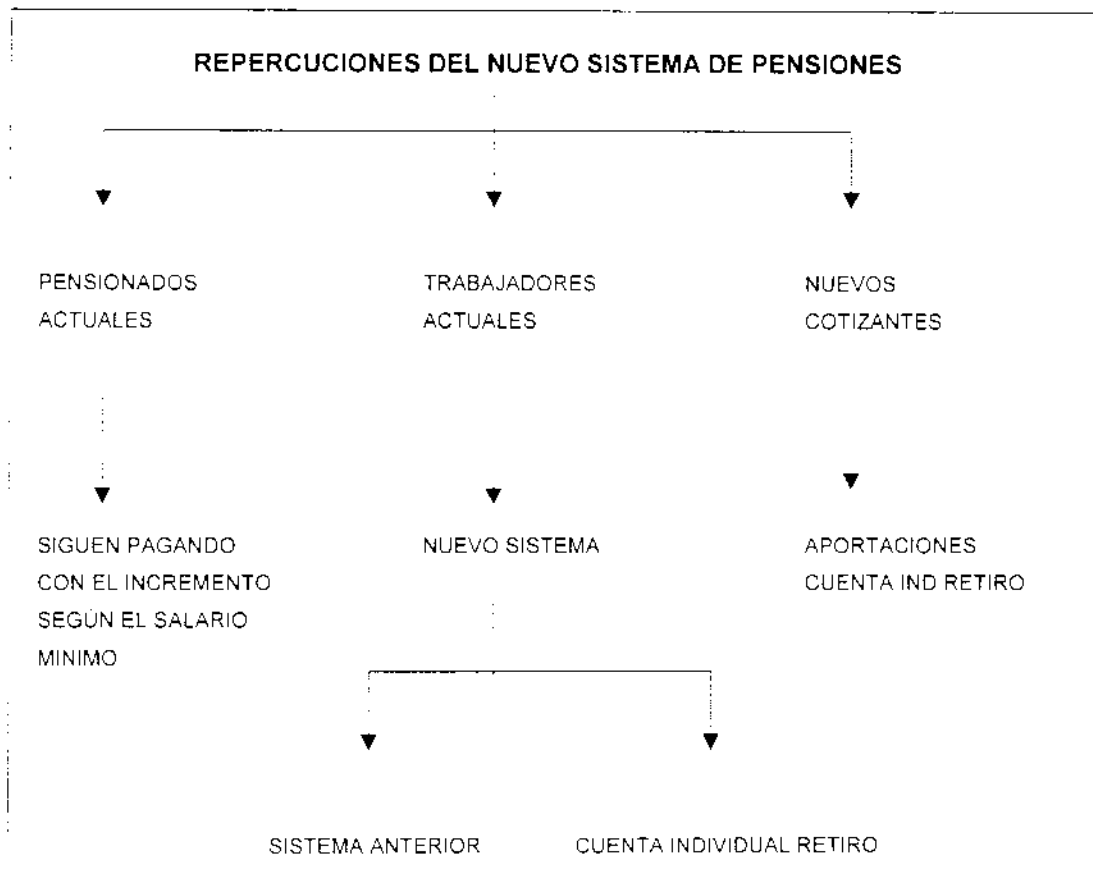 REPERCUCIONES DEL NUEVO SISTEMA DE PENSIONES
PENSIONADOS
ACTUALES
TRABAJADORES
ACTUALES
NUEVOS
COTIZANTES
SIGUEN PAGANDO
CON EL INCREMENTO
SEGÚN EL SALARIO
MINIMO
NUEVO SISTEMA
APORTACIONES
CUENTA IND RETIRO
SISTEMA ANTERIOR
CUENTA INDIVIDUAL RETIRO